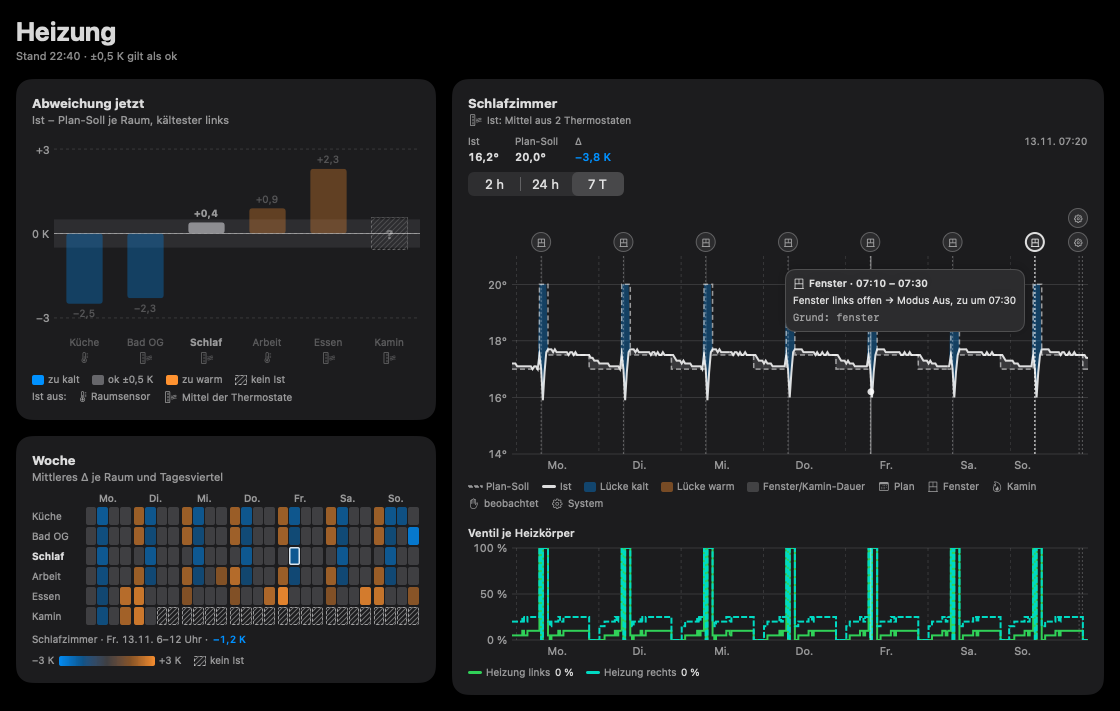 Heizung
Stand 22:40 · ±0,5 K gilt als ok
Abweichung jetzt
Ist – Plan-Soll je Raum, kältester links
+3
0 K
−3
−2,5
−2,3
+0,4
+0,9
+2,3
?
Küche
Bad OG
Schlaf
Arbeit
Essen
Kamin
zu kalt
ok ±0,5 K
zu warm
kein Ist
Ist aus:
Raumsensor
Mittel der Thermostate
Woche
Mittleres Δ je Raum und Tagesviertel
Mo. Di. Mi. Do. Fr. Sa. So.
Küche
Bad OG
Schlaf
Arbeit
Essen
Kamin
Schlafzimmer · Fr. 13.11. 6–12 Uhr · −1,2 K
−3 K
+3 K
kein Ist
Schlafzimmer
Ist: Mittel aus 2 Thermostaten
Ist Plan-Soll Δ
16,2° 20,0° −3,8 K
13.11. 07:20
2 h 24 h 7 T
Fenster · 07:10 – 07:30
Fenster links offen → Modus Aus, zu um 07:30
Grund: fenster
20°
18°
16°
14°
Mo. Di. Mi. Do. Fr. Sa. So.
Plan-Soll Ist Lücke kalt Lücke warm Fenster/Kamin-Dauer Plan Fenster Kamin
beobachtet System
Ventil je Heizkörper
100 %
50 %
0 %
Mo. Di. Mi. Do. Fr. Sa. So.
Heizung links 0 % Heizung rechts 0 %